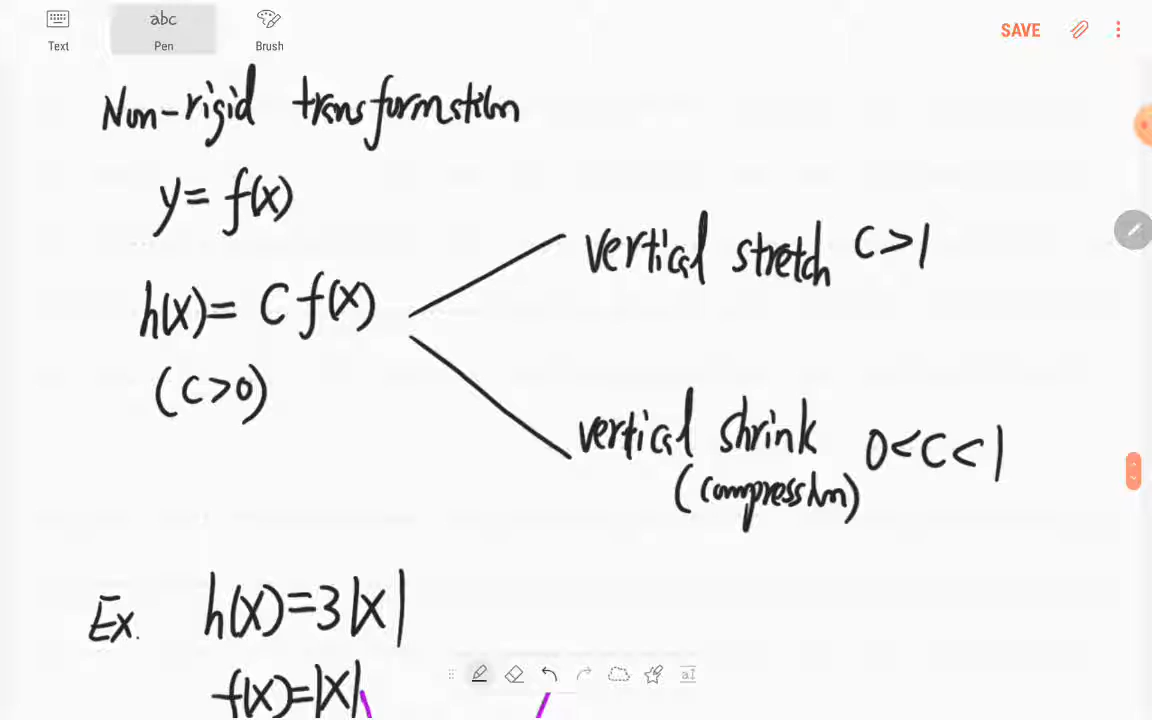 abc
Text Pen Brush SAVE
Non-rigid transformation
y= f(x)
vertical stretch C>1
h(x)= C f(x)
(C>0)
vertical shrink 0<C<1
(compression)
Ex. h(x)=3|x|
f(x)=|x|